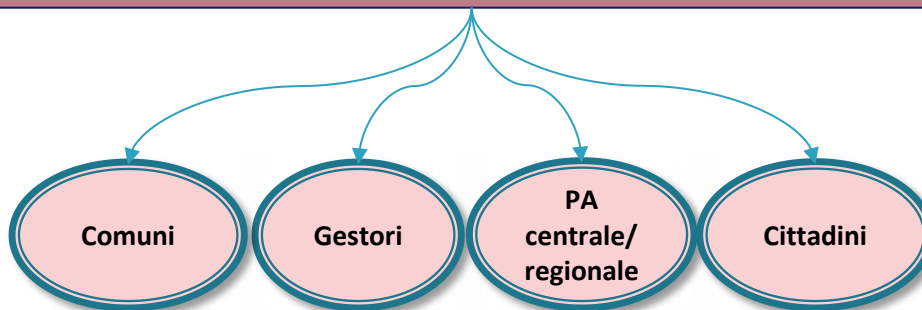 Comuni
Gestori
PA
centrale/
regionale
Cittadini